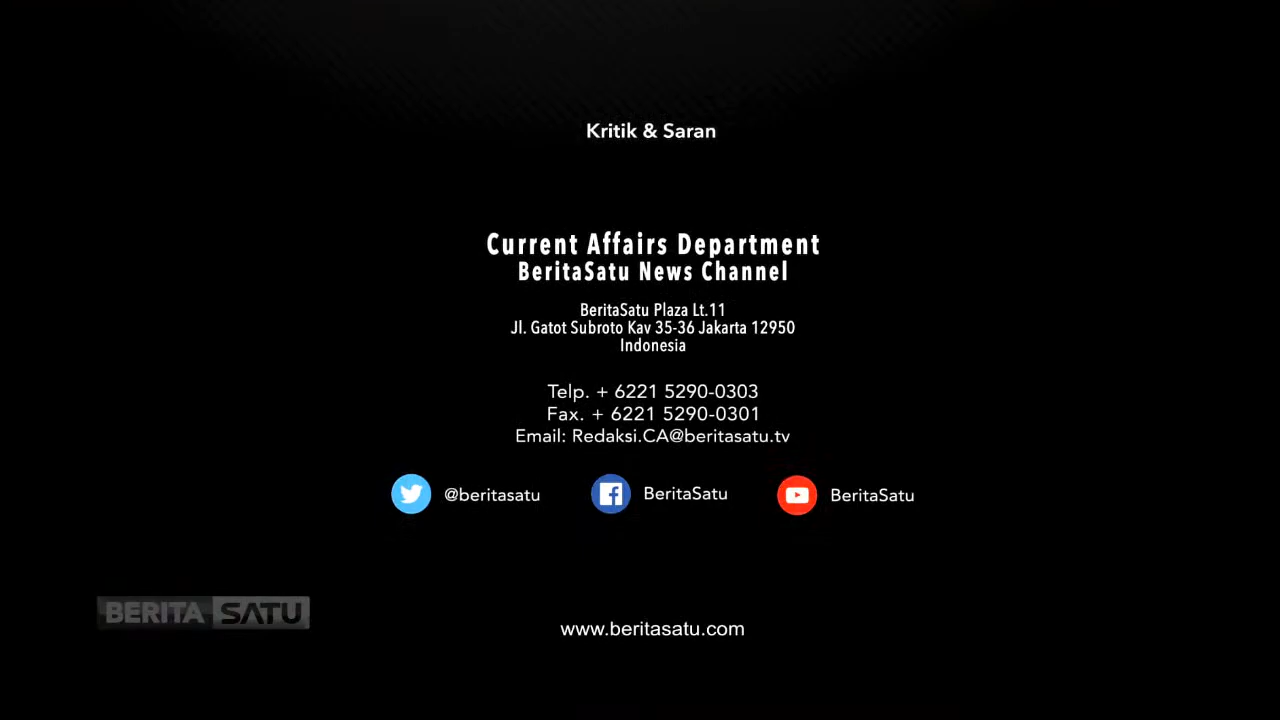 Kritik & Saran
Current Affairs Department
BeritaSatu News Channel
BeritaSatu Plaza Lt.11
Jl. Gatot Subroto Kav 35-36 Jakarta 12950
Indonesia
Telp. + 6221 5290-0303
Fax. + 6221 5290-0301
Email: Redaksi.CA@beritasatu.tv
@beritasatu BeritaSatu BeritaSatu
BERITA SATU
www.beritasatu.com